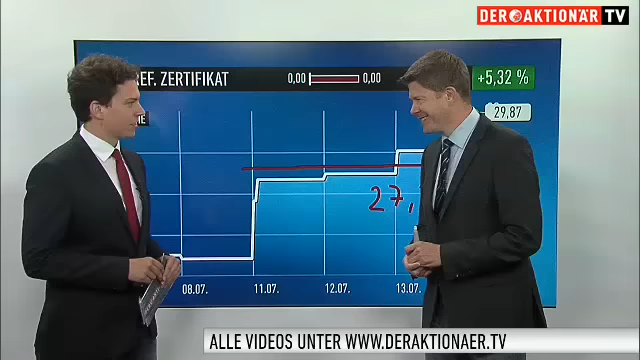 DER AKTIONÄR TV
EF. ZERTIFIKAT 0,00 0,00 +5,32 %
29,87
27,
08.07. 11.07. 12.07. 13.07.
ALLE VIDEOS UNTER WWW.DERAKTIONAER.TV